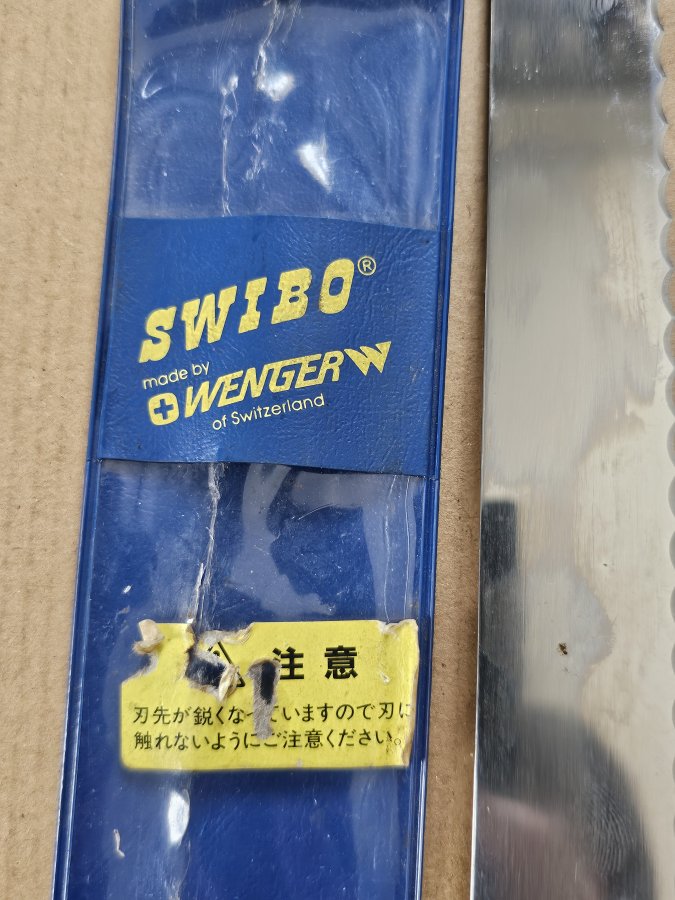 SWIBO®
made by
WENGER
of Switzerland
注意
刃先が鋭くなっていますので刃に
触れないようにご注意ください。